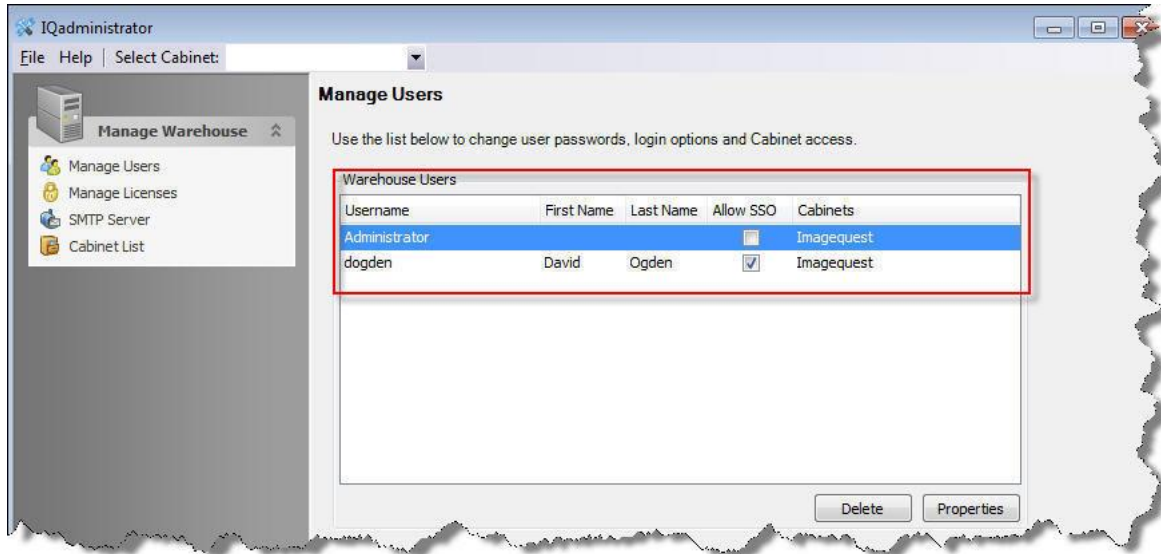 IQadministrator
File Help Select Cabinet:
Manage Warehouse
Manage Users
Manage Licenses
SMTP Server
Cabinet List
Manage Users
Use the list below to change user passwords, login options and Cabinet access.
Warehouse Users
Username First Name Last Name Allow SSO Cabinets
Administrator Imagequest
dogden David Ogden Imagequest
Delete Properties